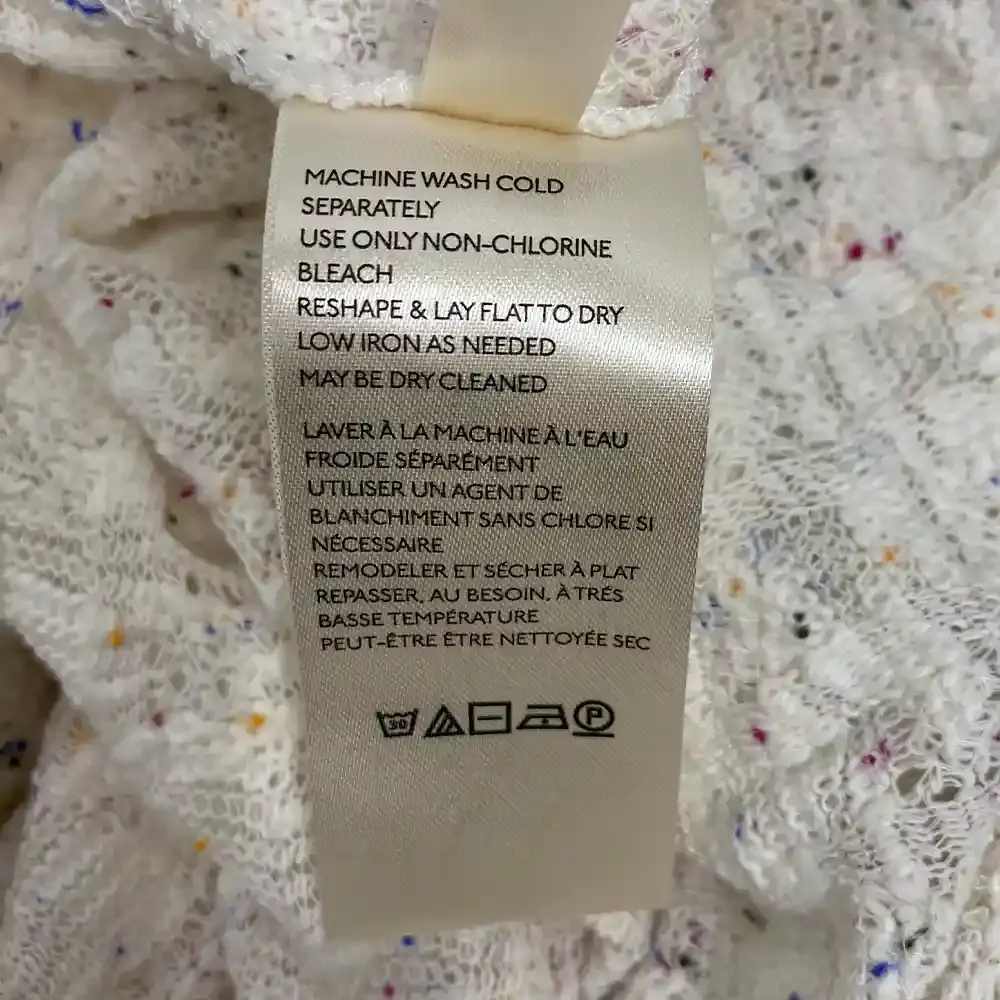 MACHINE WASH COLD
SEPARATELY
USE ONLY NON-CHLORINE
BLEACH
RESHAPE & LAY FLAT TO DRY
LOW IRON AS NEEDED
MAY BE DRY CLEANED
LAVER À LA MACHINE À L'EAU
FROIDE SÉPARÉMENT
UTILISER UN AGENT DE
BLANCHIMENT SANS CHLORE SI
NÉCESSAIRE
REMODELER ET SÉCHER À PLAT
REPASSER, AU BESOIN, À TRÉS
BASSE TEMPÉRATURE
PEUT-ÊTRE ÊTRE NETTOYÉE SEC
30 P